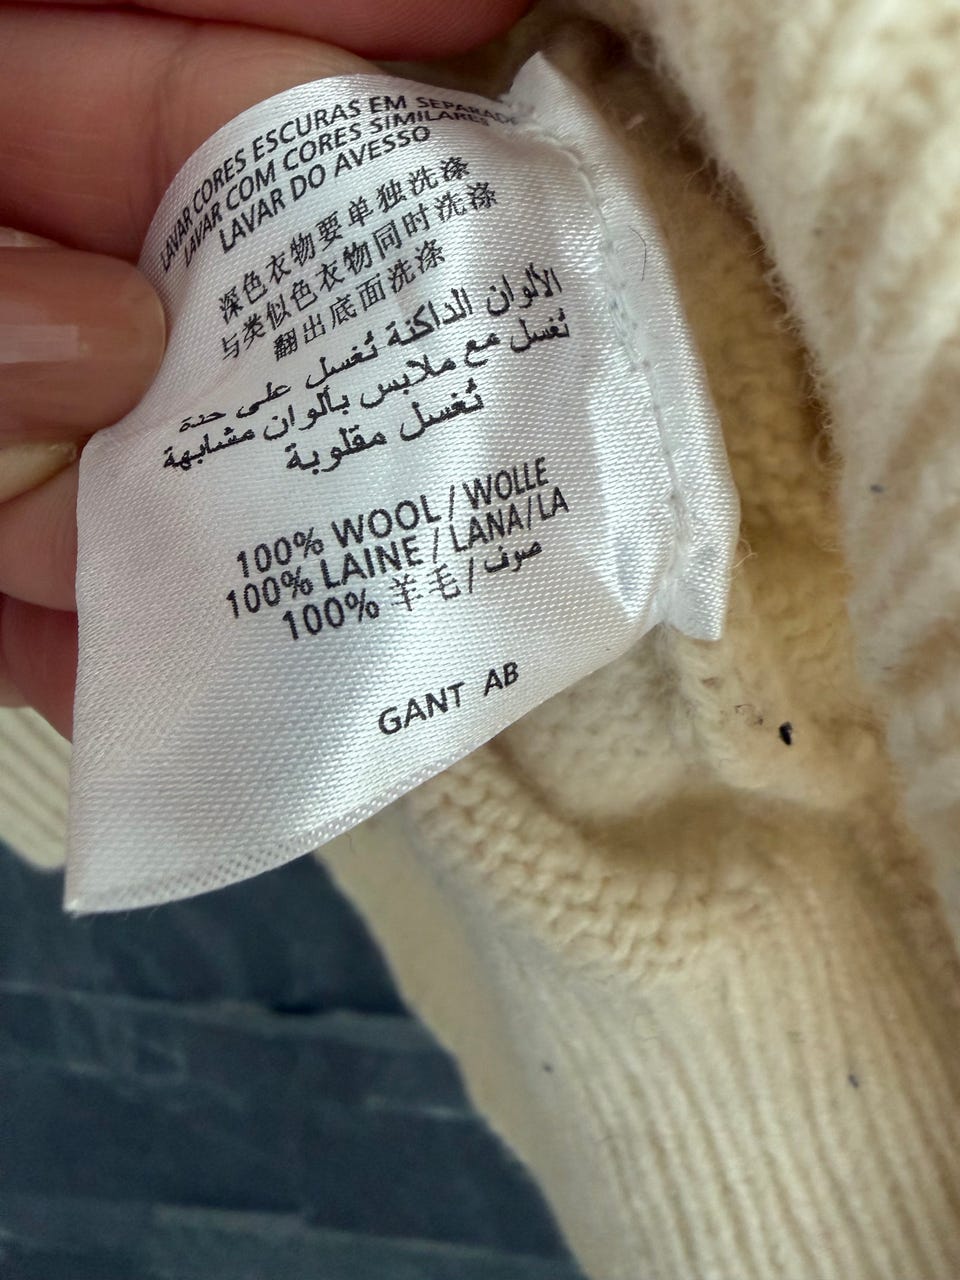 LAVAR CORES ESCURAS EM SEPARADO
LAVAR COM CORES SIMILARES
LAVAR DO AVESSO
深色衣物要单独洗涤
与类似色衣物同时洗涤
翻出底面洗涤
الألوان الداكنة تُغسل على حدة
تُغسل مع ملابس بألوان مشابهة
تُغسل مقلوبة
100% WOOL / WOLLE
100% LAINE / LANA/LA
100% 羊毛 / صرف
GANT AB